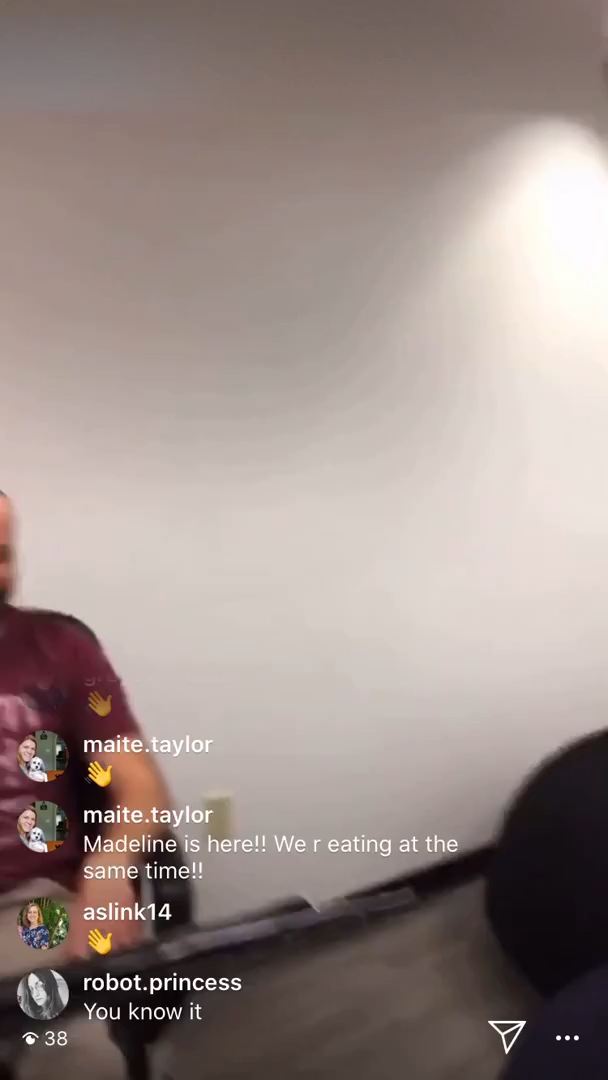 👋
maite.taylor
👋
maite.taylor
Madeline is here!! We r eating at the
same time!!
aslink14
👋
robot.princess
You know it
38